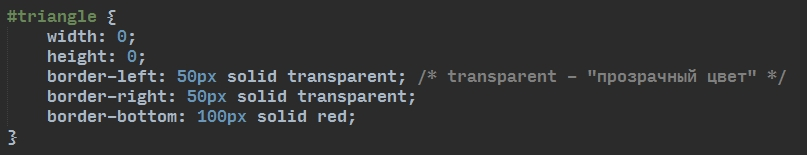 #triangle {
    width: 0;
    height: 0;
    border-left: 50px solid transparent; /* transparent - "прозрачный цвет" */
    border-right: 50px solid transparent;
    border-bottom: 100px solid red;
}